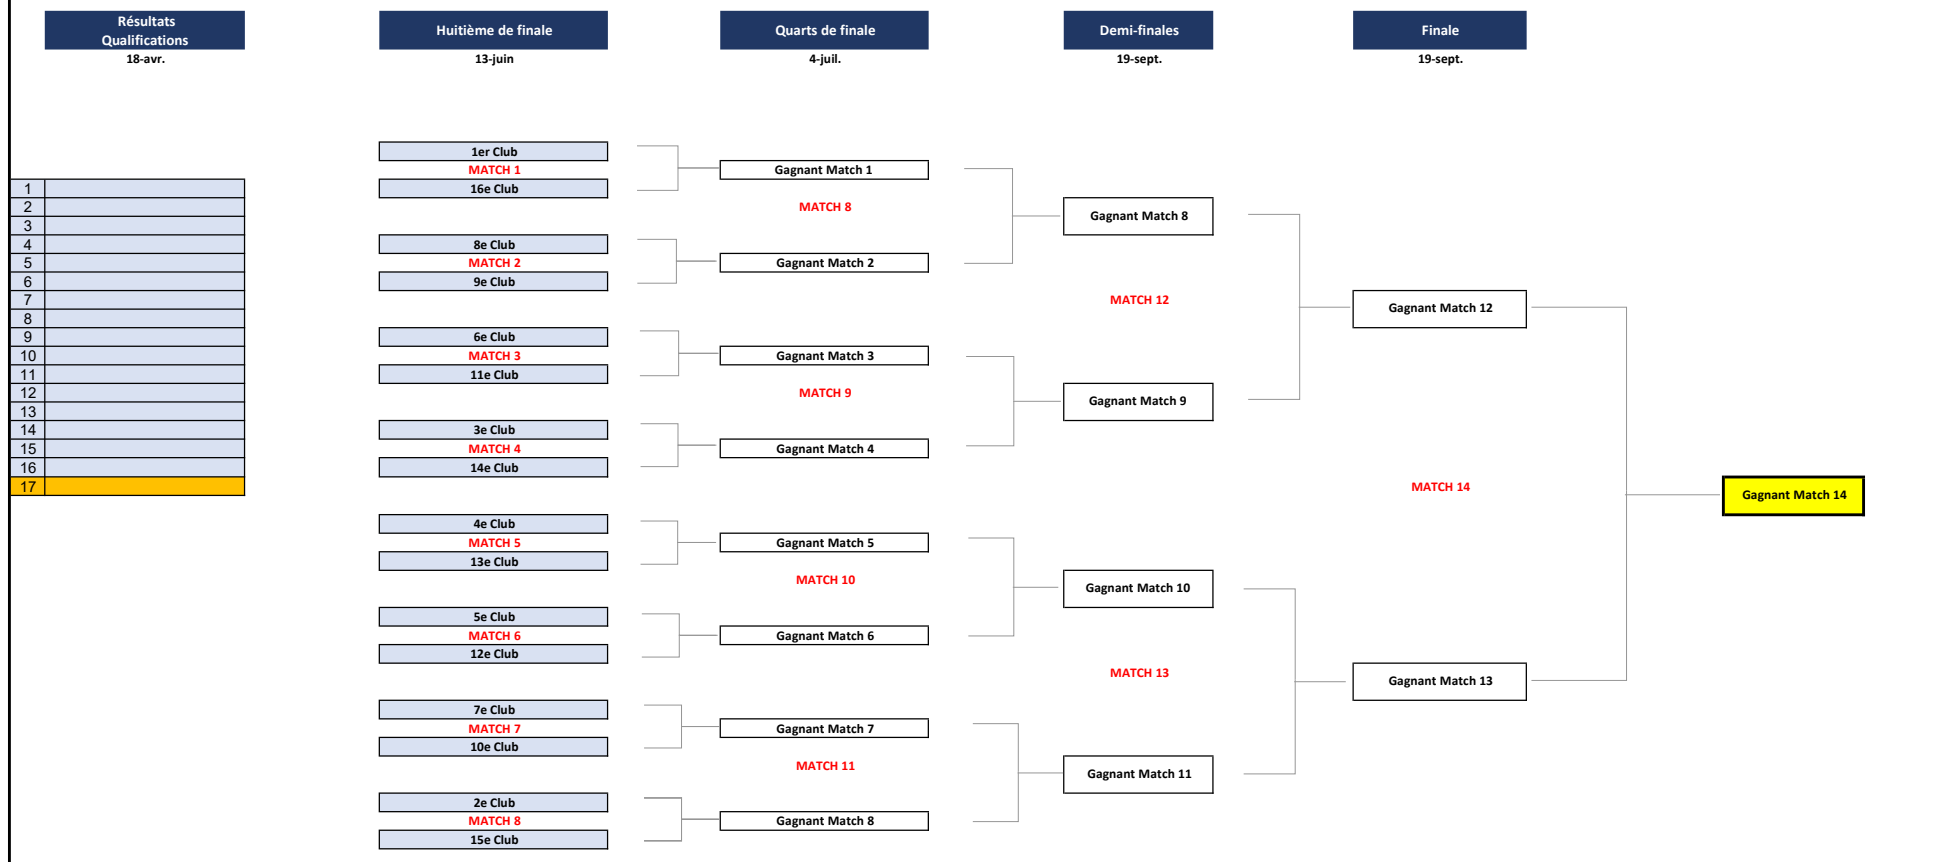 Résultats
Qualifications
18-avr.
Huitième de finale
13-juin
Quarts de finale
4-juil.
Demi-finales
19-sept.
Finale
19-sept.
1
2
3
4
5
6
7
8
9
10
11
12
13
14
15
16
17
1er Club
MATCH 1
16e Club
8e Club
MATCH 2
9e Club
6e Club
MATCH 3
11e Club
3e Club
MATCH 4
14e Club
4e Club
MATCH 5
13e Club
5e Club
MATCH 6
12e Club
7e Club
MATCH 7
10e Club
2e Club
MATCH 8
15e Club
Gagnant Match 1
MATCH 8
Gagnant Match 2
Gagnant Match 3
MATCH 9
Gagnant Match 4
Gagnant Match 5
MATCH 10
Gagnant Match 6
Gagnant Match 7
MATCH 11
Gagnant Match 8
Gagnant Match 8
MATCH 12
Gagnant Match 9
Gagnant Match 10
MATCH 13
Gagnant Match 11
Gagnant Match 12
MATCH 14
Gagnant Match 13
Gagnant Match 14